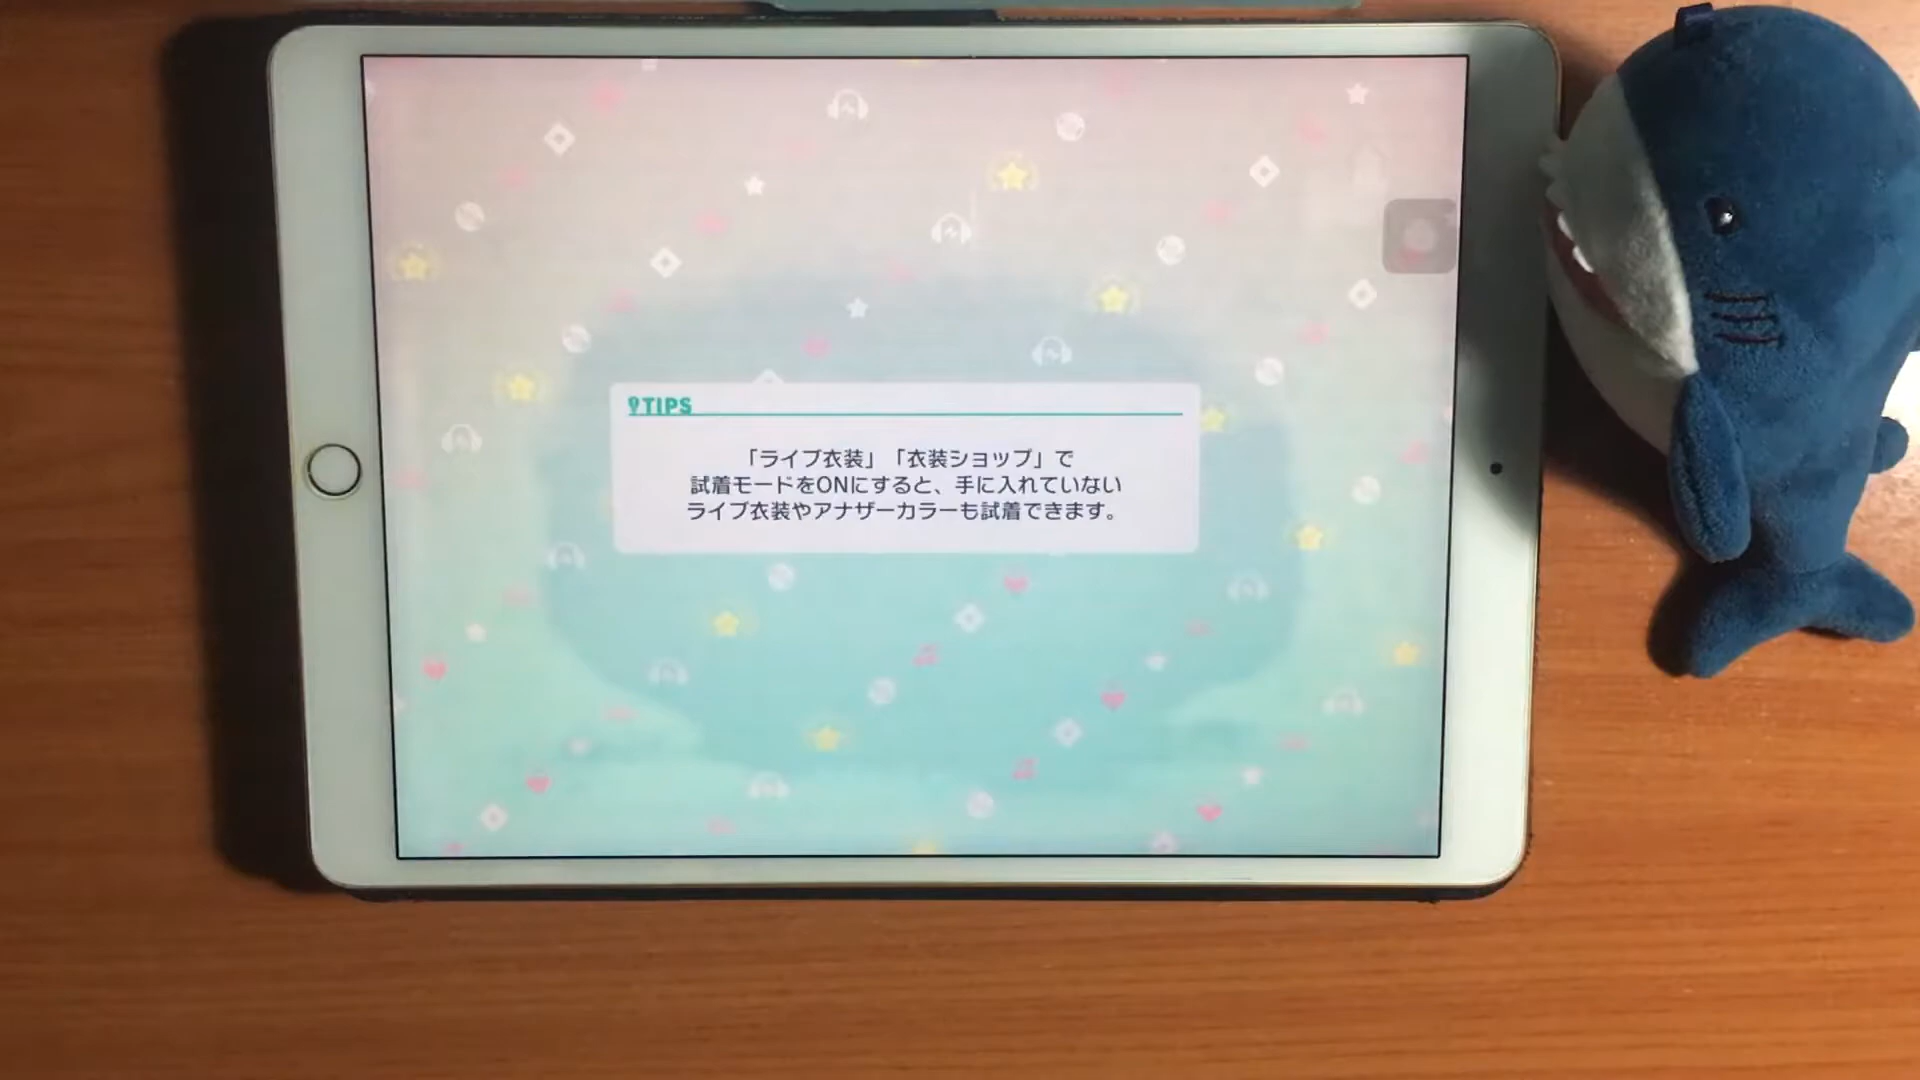 TIPS
「ライブ衣装」「衣装ショップ」で
試着モードをONにすると、手に入れていない
ライブ衣装やアナザーカラーも試着できます。